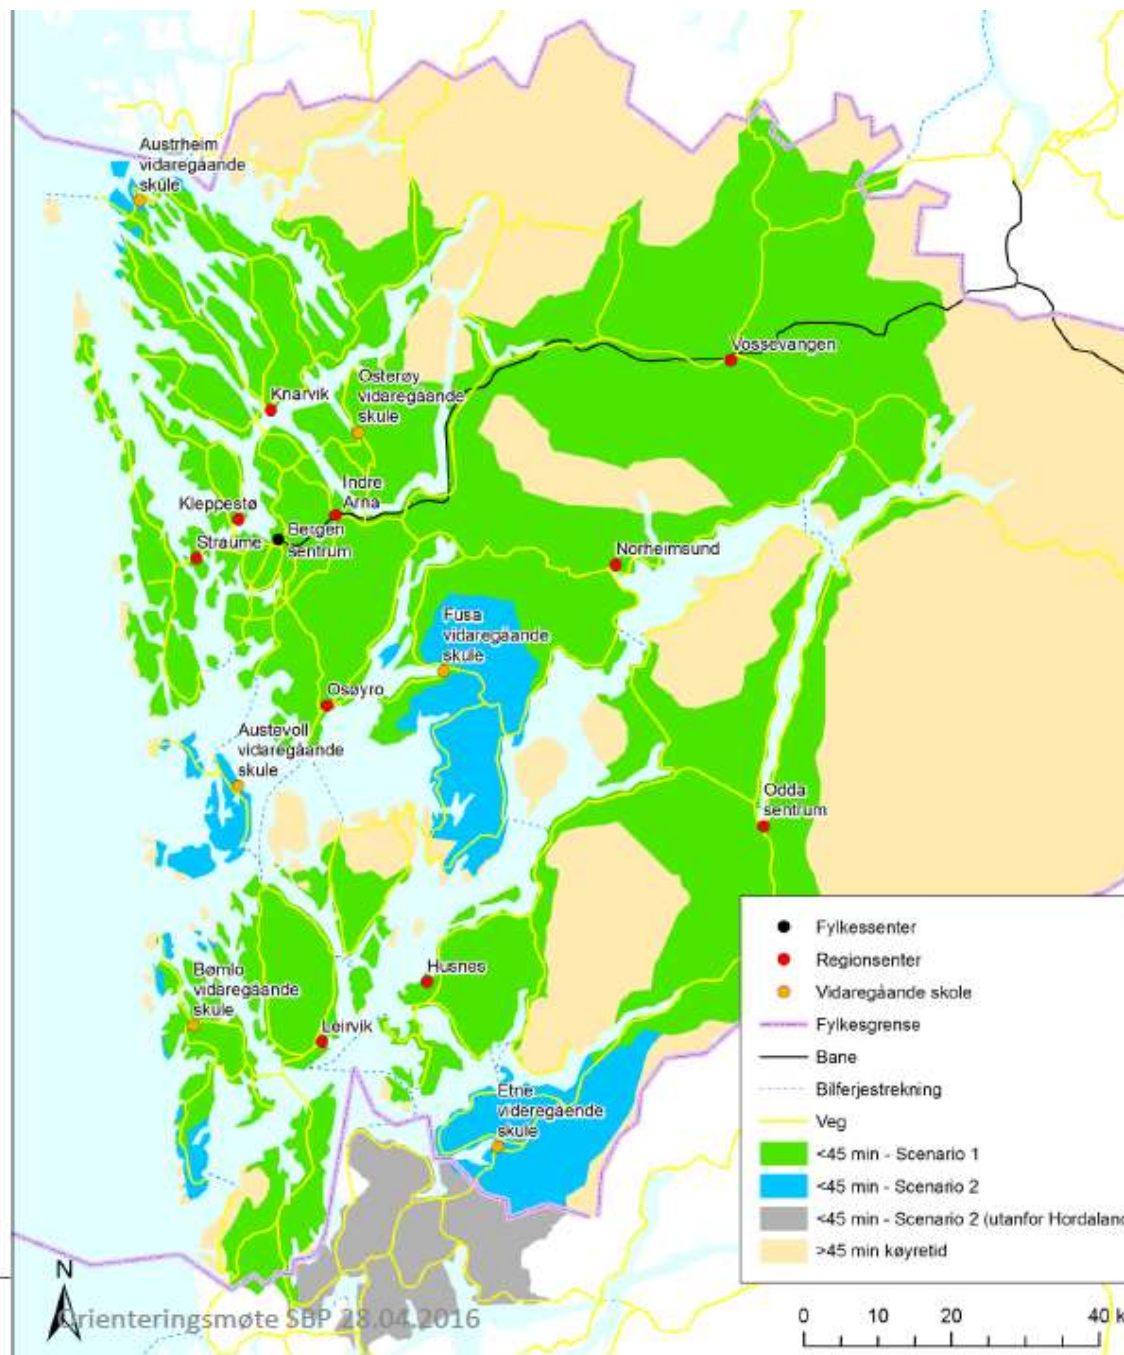 Austrheim
vidaregåande
skule
Knarvik
Osterøy
vidaregåande
skule
Vossevangen
Kleppestø
Indre
Arna
Straume
Bergen
sentrum
Norheimsund
Fusa
vidaregåande
skule
Osøyro
Austevoll
vidaregåande
skule
Odda
sentrum
Husnes
Bømlo
vidaregåande
skule
Leirvik
Etne
videregående
skule
Fylkessenter
Regionsenter
Vidaregåande skole
Fylkesgrense
Bane
Bilferjestrekning
Veg
<45 min - Scenario 1
<45 min - Scenario 2
<45 min - Scenario 2 (utanfor Hordaland
>45 min køyretid
N
Orienteringsmøte SBP 28.04.2016
0 10 20 40 k